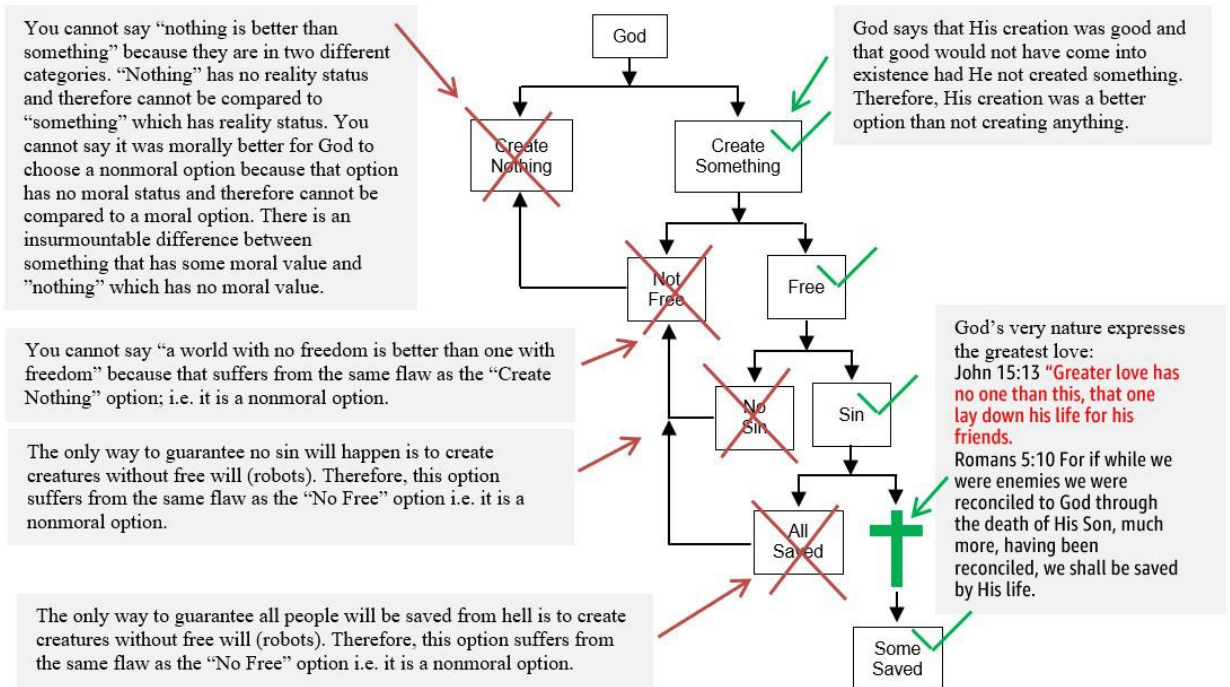 You cannot say “nothing is better than
something” because they are in two different
categories. “Nothing” has no reality status
and therefore cannot be compared to
“something” which has reality status. You
cannot say it was morally better for God to
choose a nonmoral option because that option
has no moral status and therefore cannot be
compared to a moral option. There is an
insurmountable difference between
something that has some moral value and
”nothing” which has no moral value.
God
God says that His creation was good and
that good would not have come into
existence had He not created something.
Therefore, His creation was a better
option than not creating anything.
Create
Nothing
Create
Something
Not
Free
Free
You cannot say “a world with no freedom is better than one with
freedom” because that suffers from the same flaw as the “Create
Nothing” option; i.e. it is a nonmoral option.
No
Sin
Sin
The only way to guarantee no sin will happen is to create
creatures without free will (robots). Therefore, this option
suffers from the same flaw as the “No Free” option i.e. it is a
nonmoral option.
God’s very nature expresses
the greatest love:
John 15:13 “Greater love has
no one than this, that one
lay down his life for his
friends.
Romans 5:10 For if while we
were enemies we were
reconciled to God through
the death of His Son, much
more, having been
reconciled, we shall be saved
by His life.
All
Saved
The only way to guarantee all people will be saved from hell is to create
creatures without free will (robots). Therefore, this option suffers from
the same flaw as the “No Free” option i.e. it is a nonmoral option.
Some
Saved